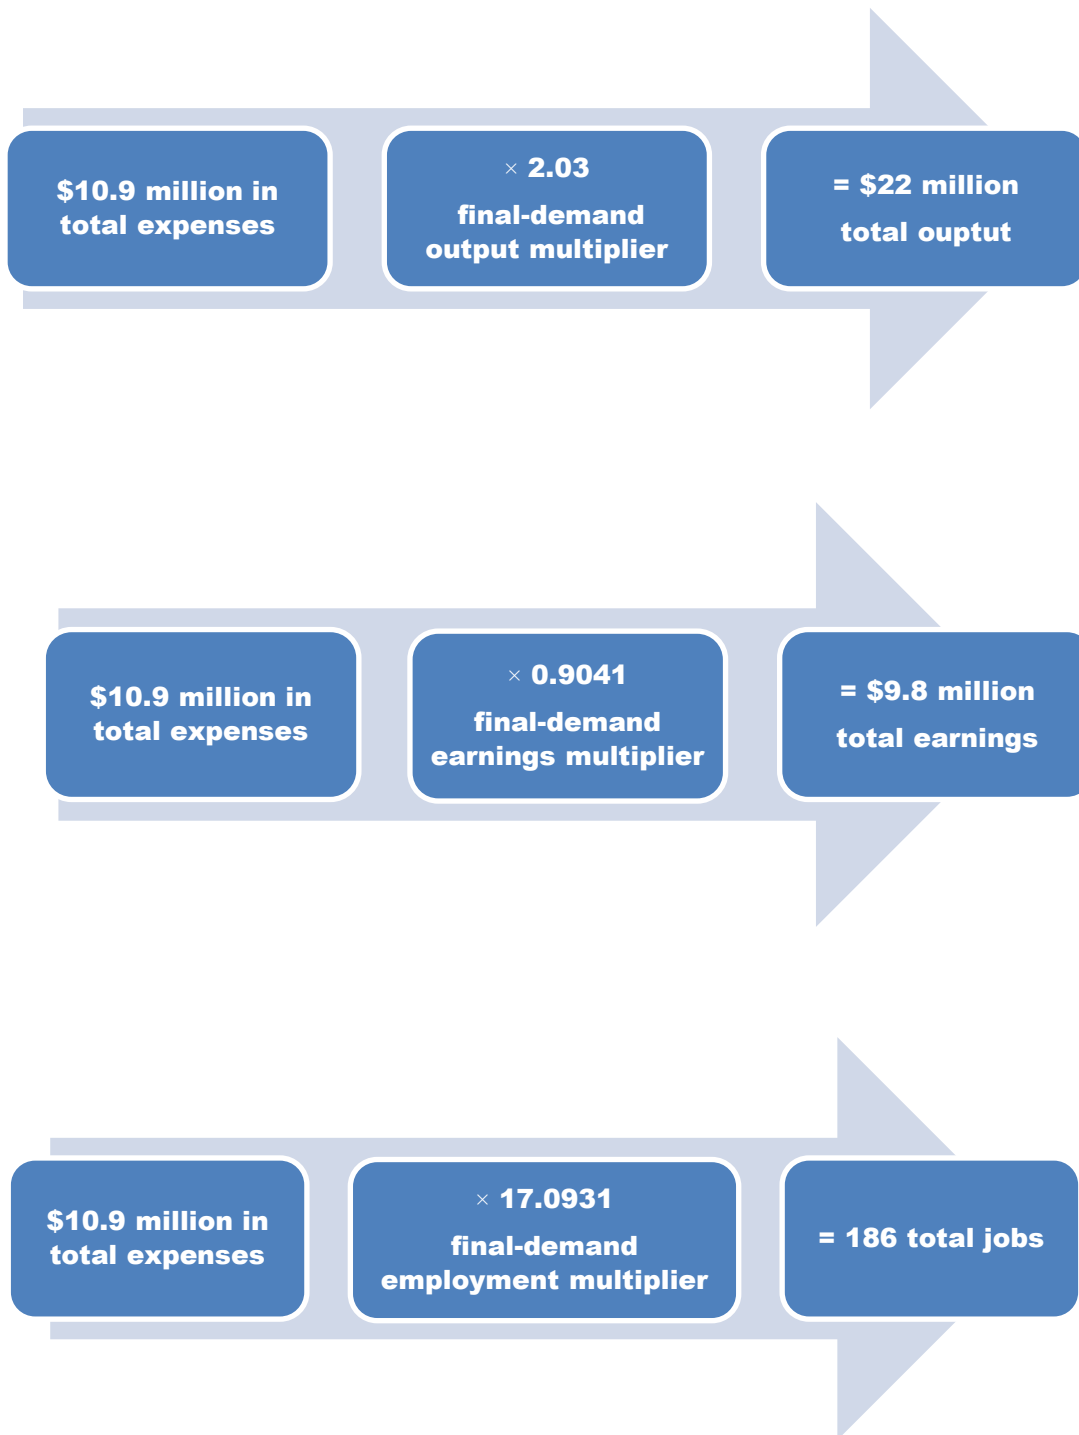 $10.9 million in
total expenses
× 2.03
final-demand
output multiplier
= $22 million
total ouptut
$10.9 million in
total expenses
× 0.9041
final-demand
earnings multiplier
= $9.8 million
total earnings
$10.9 million in
total expenses
× 17.0931
final-demand
employment multiplier
= 186 total jobs